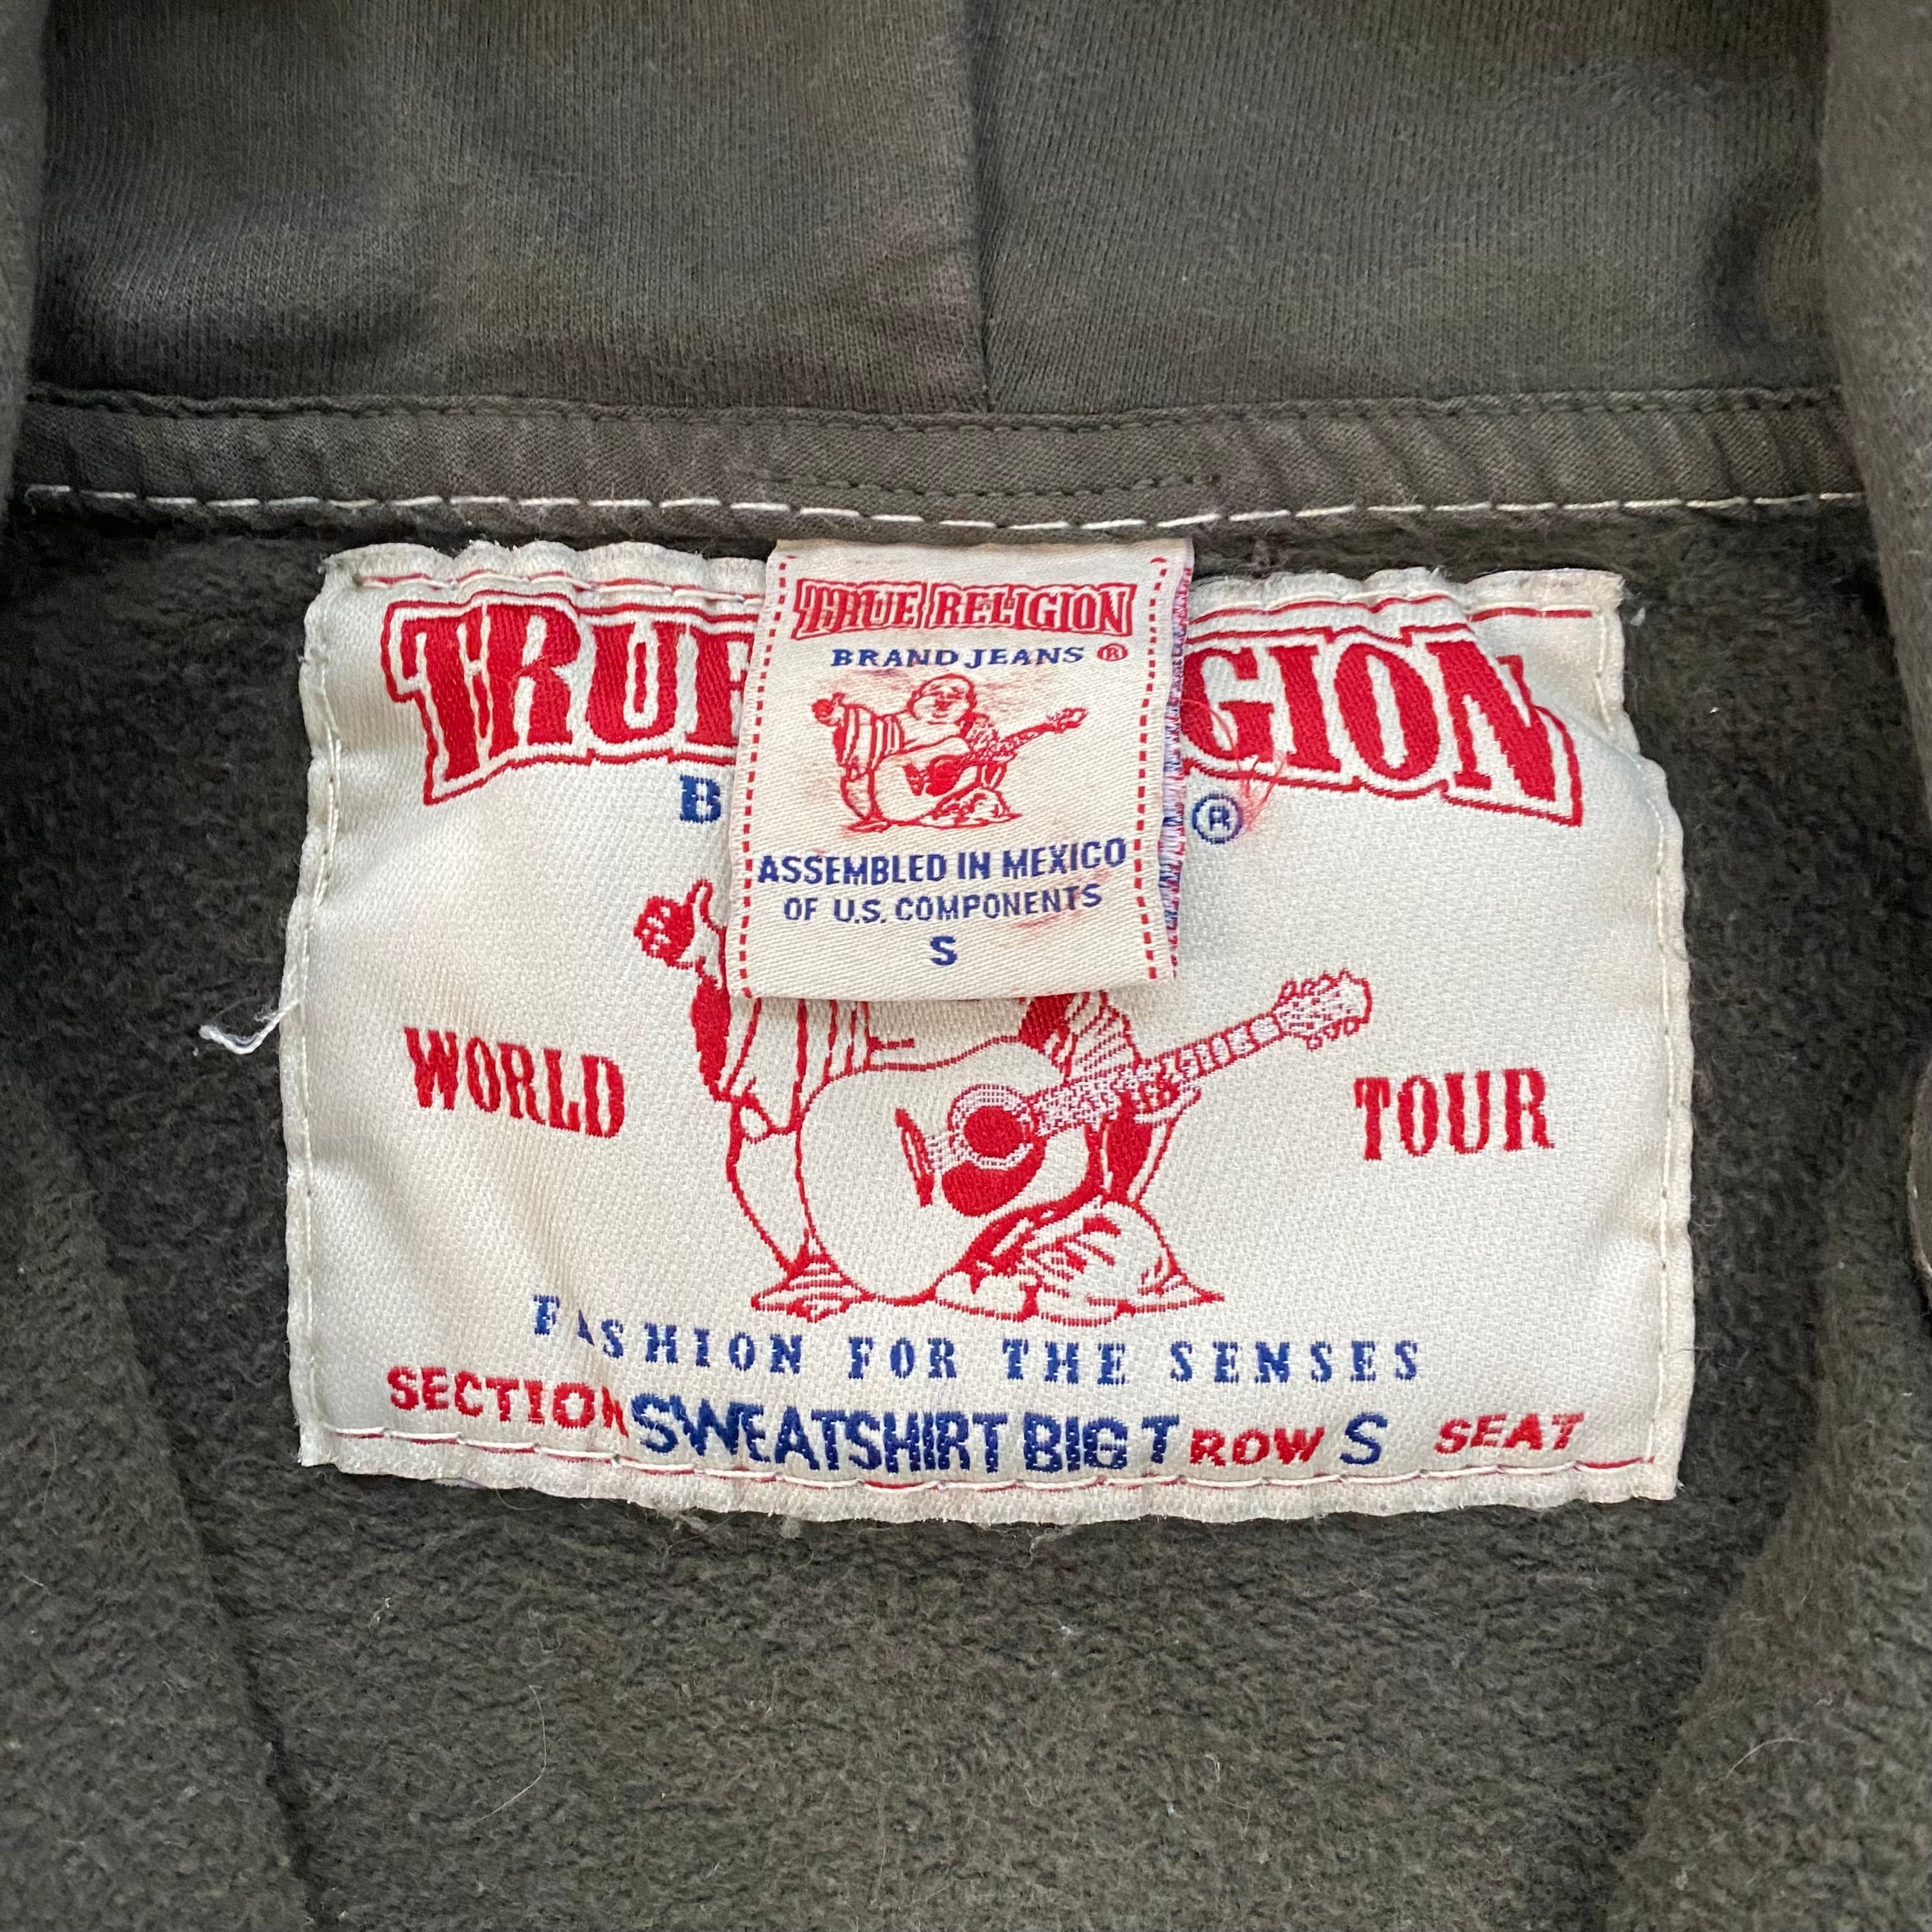 TRUE RELIGION
BRAND JEANS ®
ASSEMBLED IN MEXICO
OF U.S. COMPONENTS
S
TRUE GION
B ®
WORLD TOUR
FASHION FOR THE SENSES
SECTION SWEATSHIRT BIG T ROW S SEAT